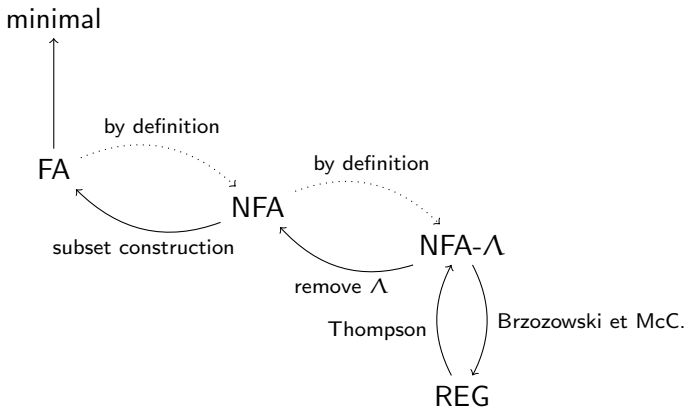 minimal
by definition
FA
by definition
NFA
subset construction
NFA-Λ
remove Λ
Thompson
Brzozowski et McC.
REG